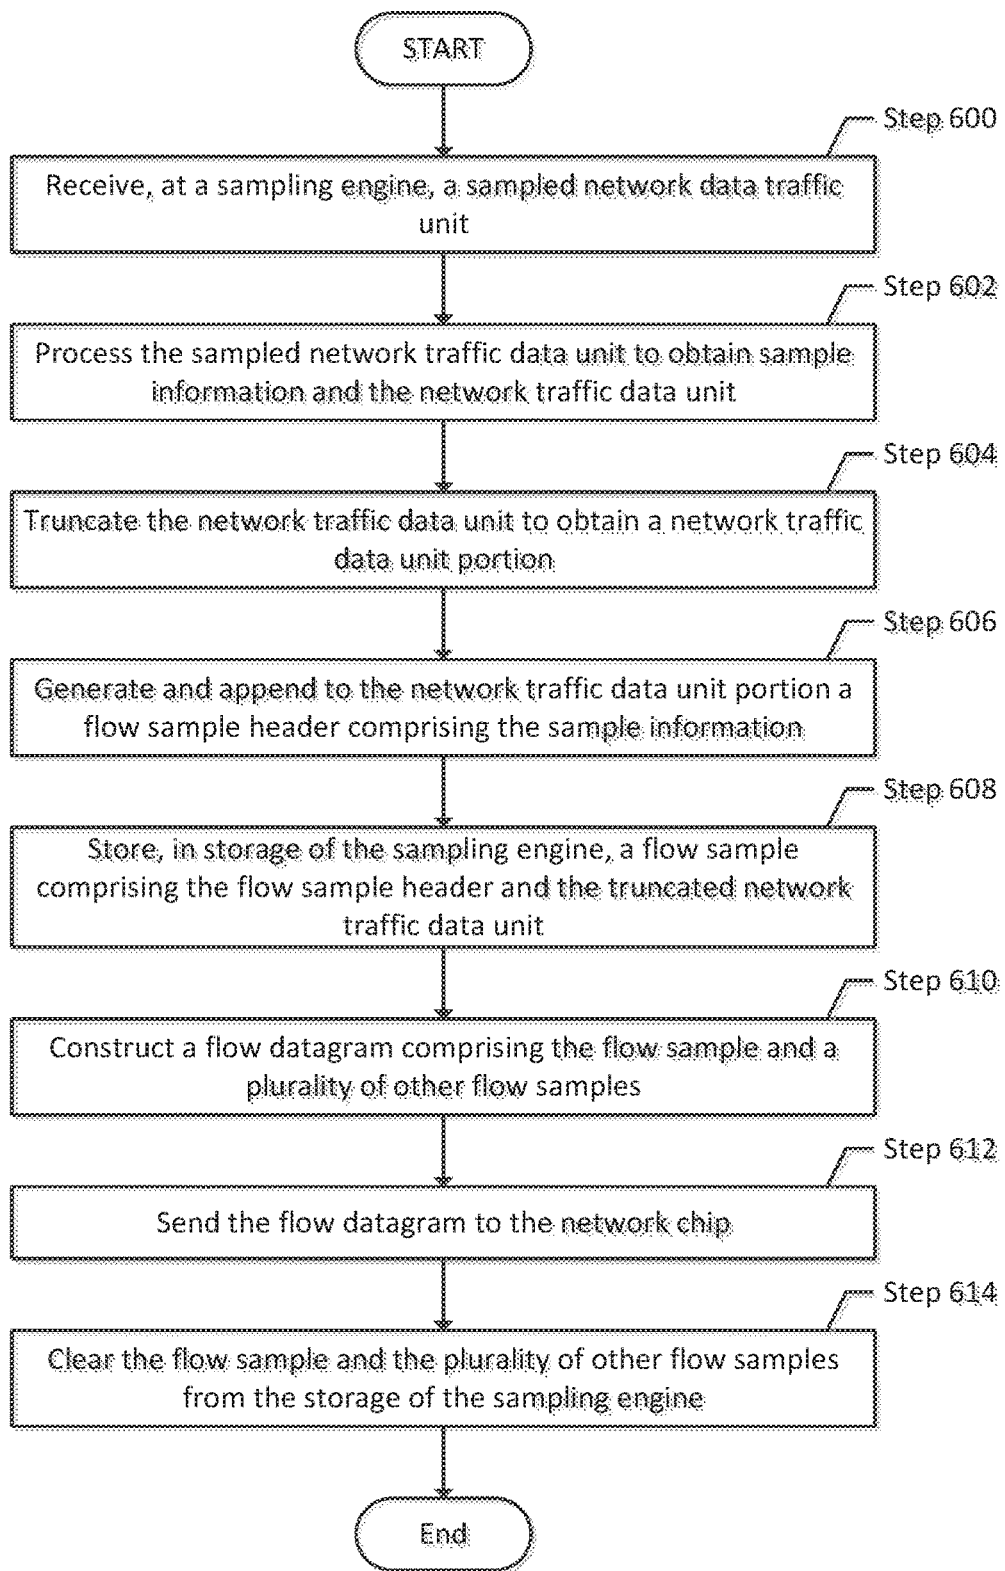 START
Step 600
Receive, at a sampling engine, a sampled network data traffic
unit
Step 602
Process the sampled network traffic data unit to obtain sample
information and the network traffic data unit
Step 604
Truncate the network traffic data unit to obtain a network traffic
data unit portion
Step 606
Generate and append to the network traffic data unit portion a
flow sample header comprising the sample information
Step 608
Store, in storage of the sampling engine, a flow sample
comprising the flow sample header and the truncated network
traffic data unit
Step 610
Construct a flow datagram comprising the flow sample and a
plurality of other flow samples
Step 612
Send the flow datagram to the network chip
Step 614
Clear the flow sample and the plurality of other flow samples
from the storage of the sampling engine
End